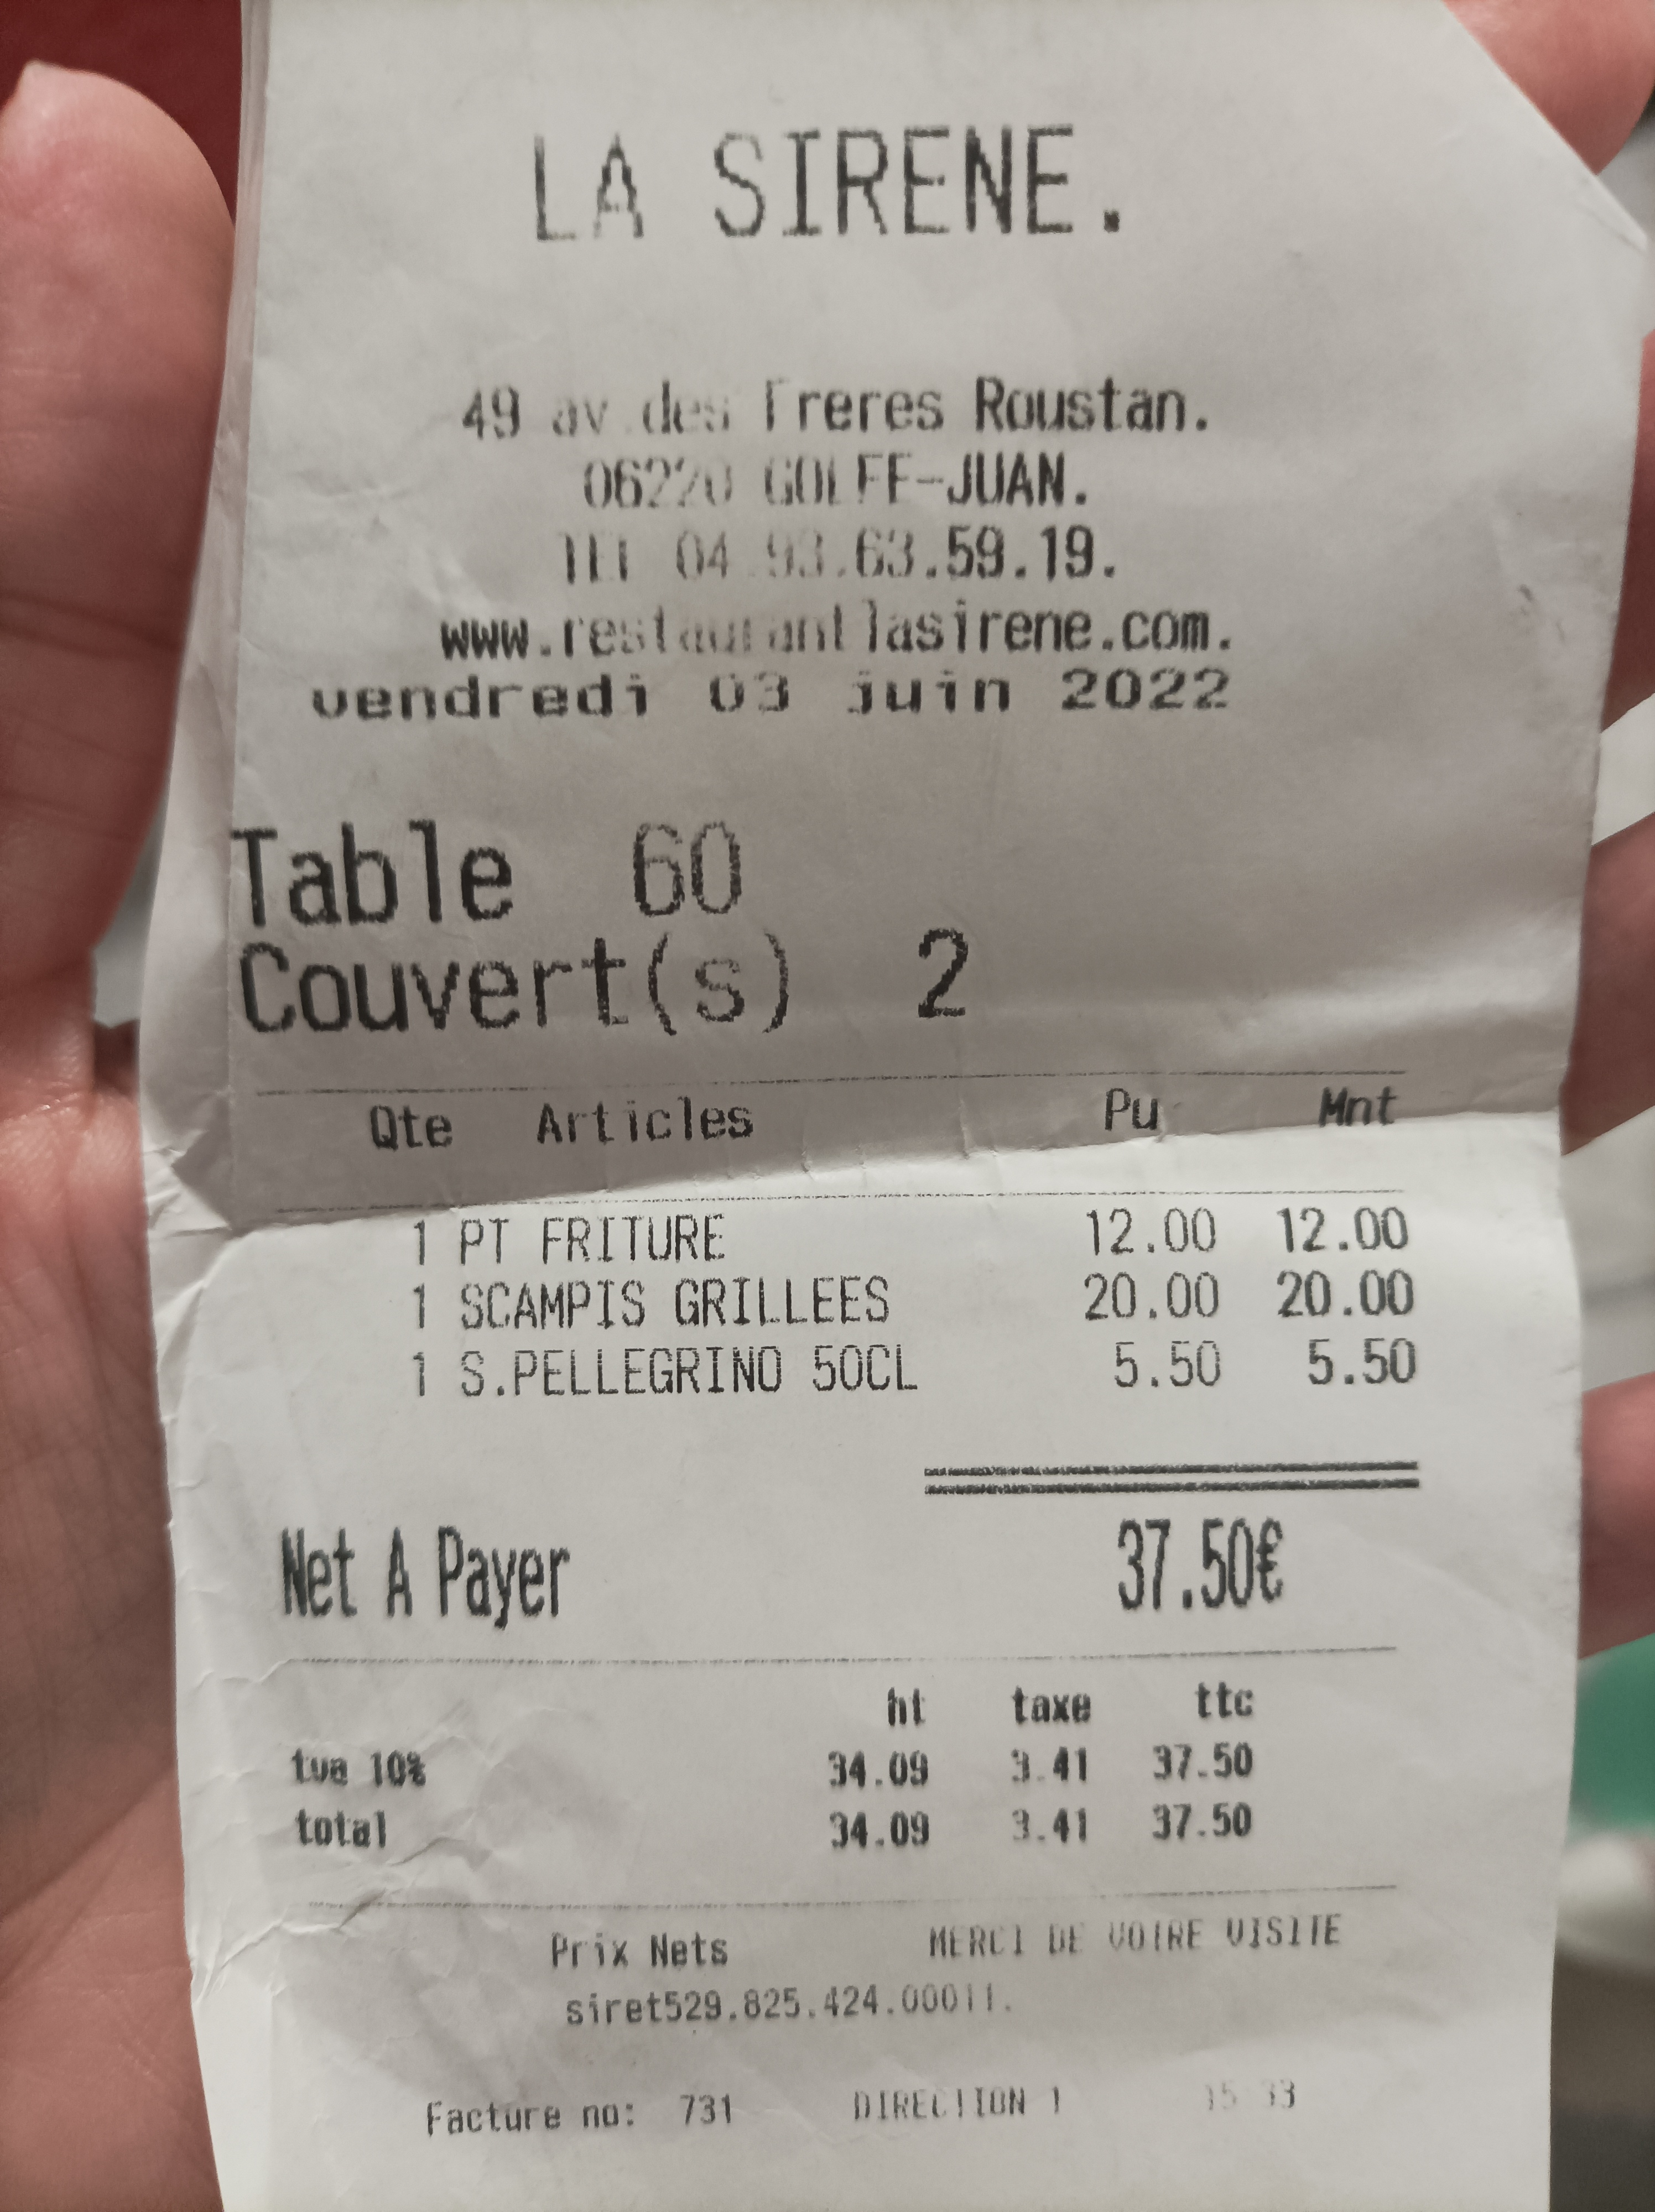 LA SIRENE.
49 av.des Freres Roustan.
06220 GOLFE-JUAN.
TEL 04.93.63.59.19.
www.restaurantlasirene.com.
vendredi 03 juin 2022
Table 60
Couvert(s) 2
Qte Articles Pu Mnt
1 PT FRITURE 12.00 12.00
1 SCAMPIS GRILLEES 20.00 20.00
1 S.PELLEGRINO 50CL 5.50 5.50
Net A Payer 37.50€
ht taxe ttc
tva 10% 34.09 3.41 37.50
total 34.09 3.41 37.50
Prix Nets MERCI DE VOTRE VISITE
siret529.825.424.00011.
Facture no: 731 DIRECTION 1 15:33